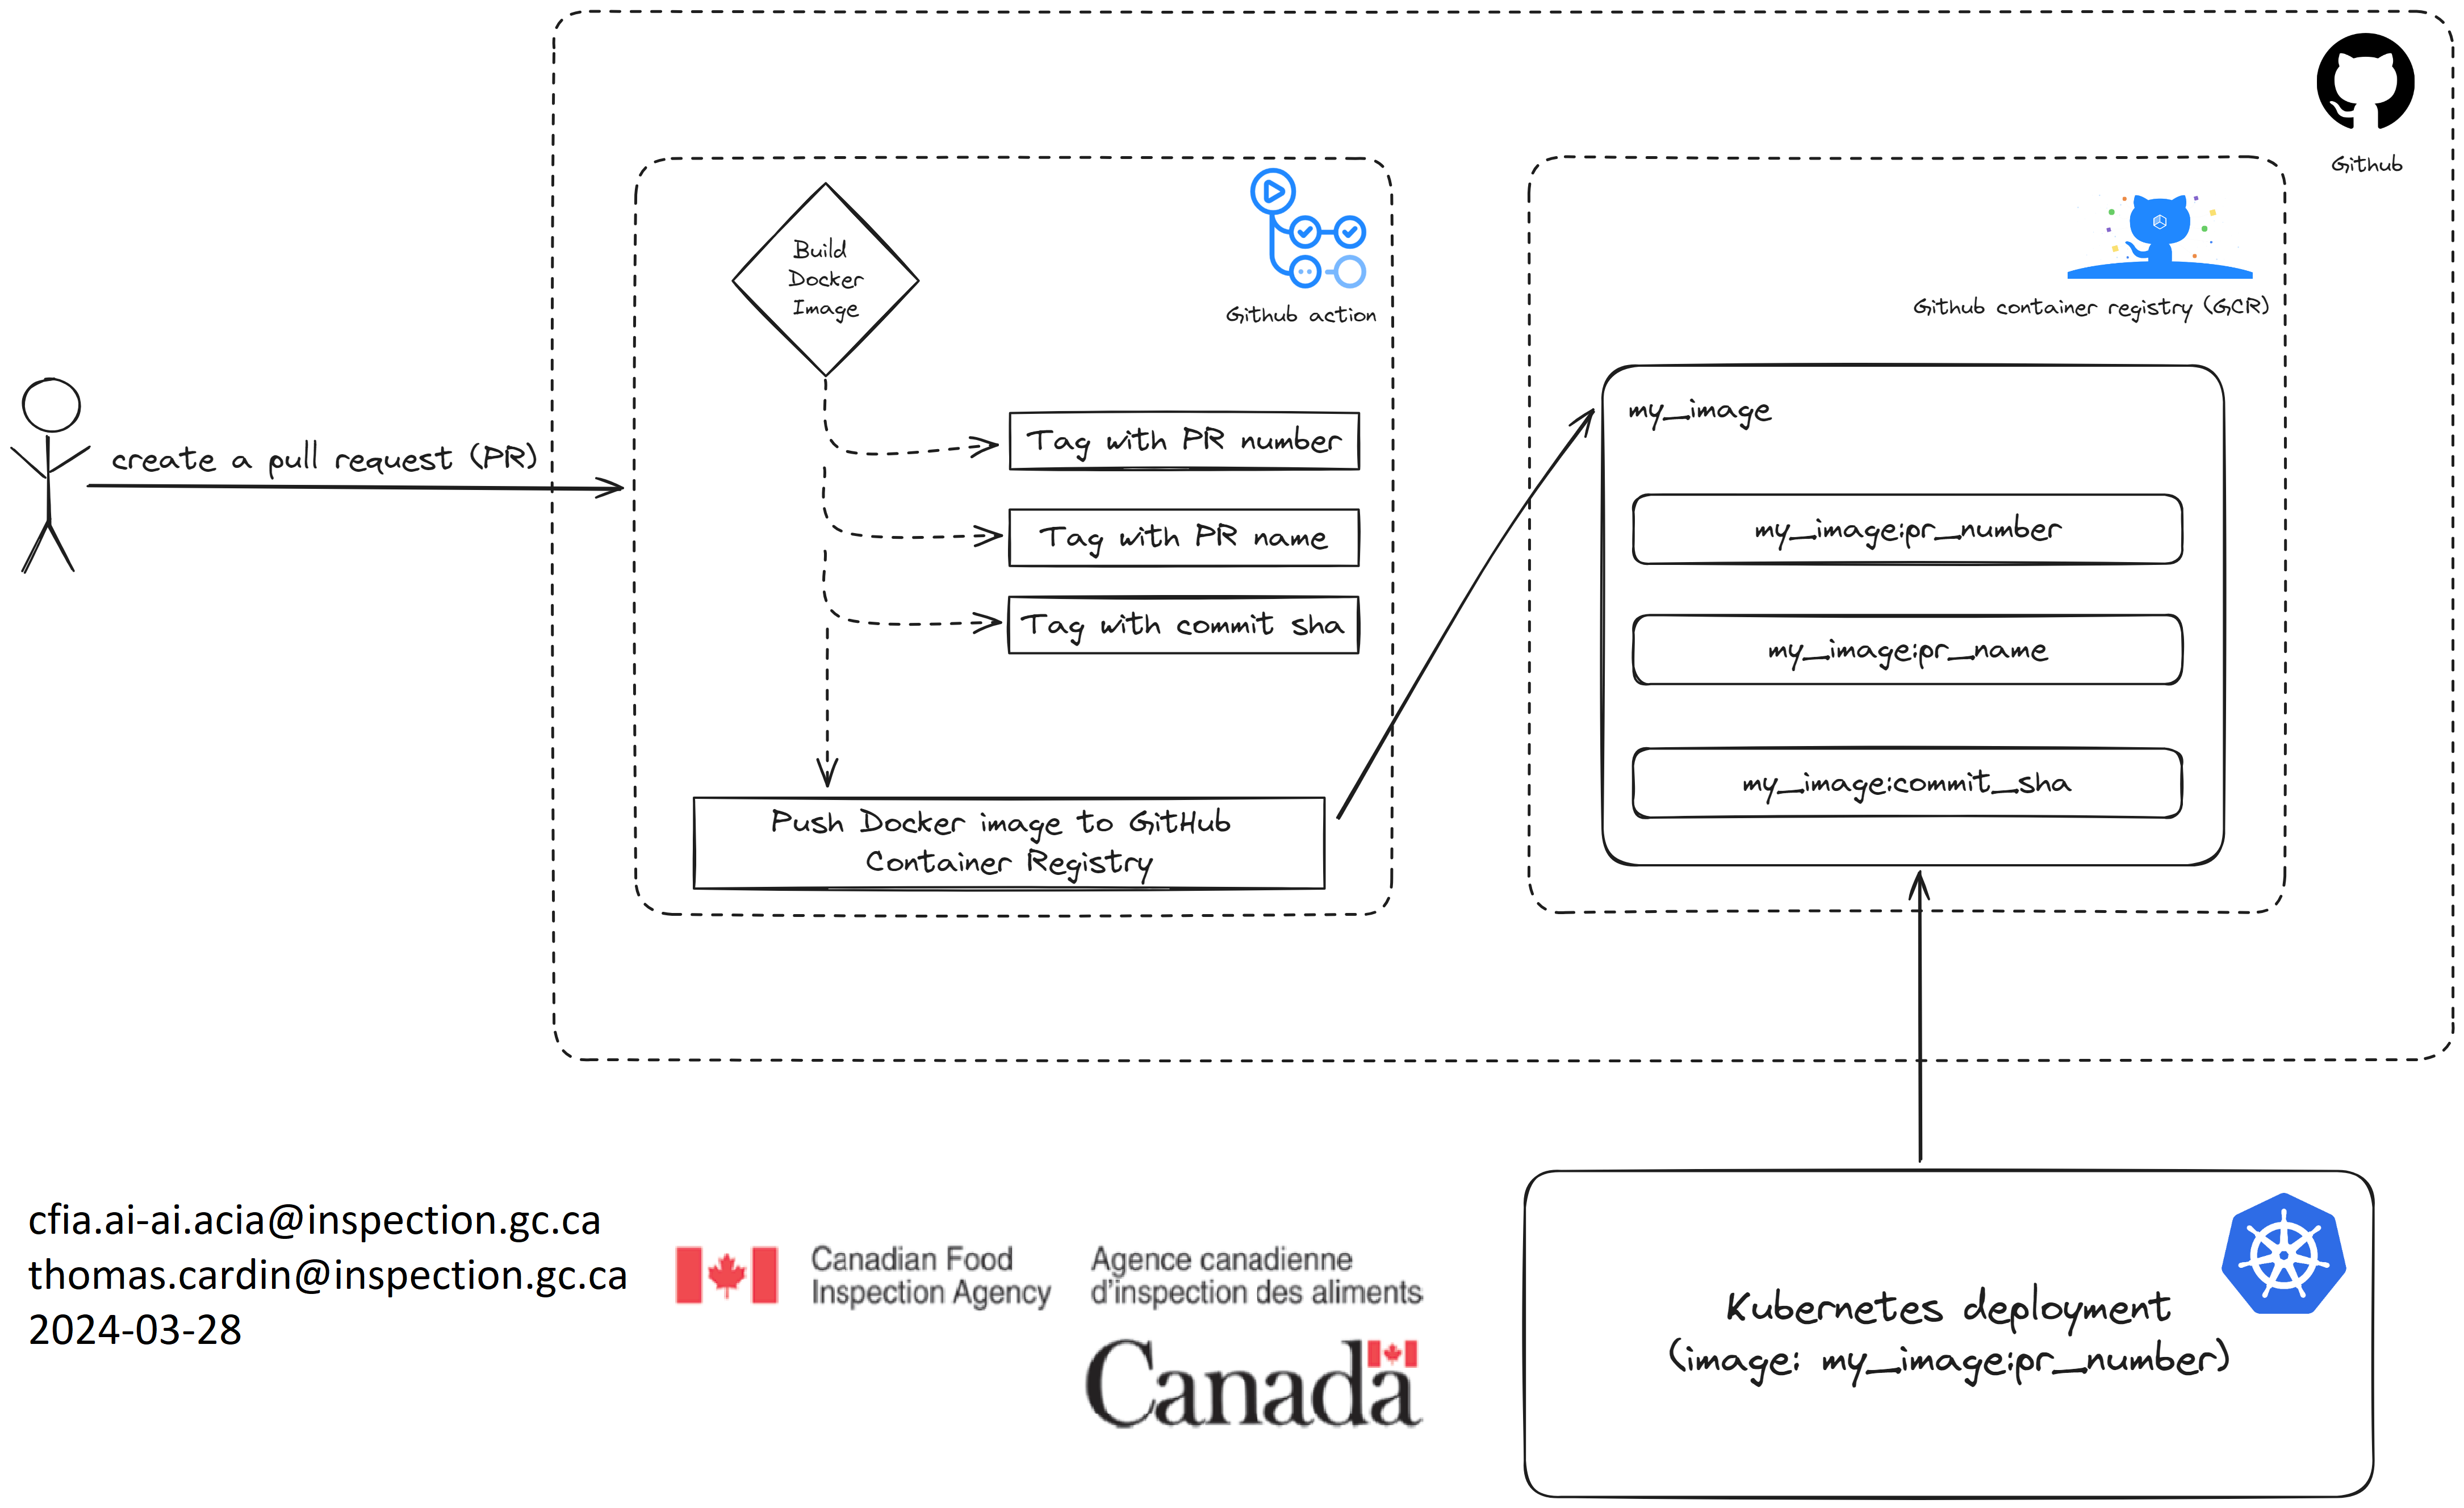 Github
Build
Docker
Image
Github action
Github container registry (GCR)
create a pull request (PR)
Tag with PR number
Tag with PR name
Tag with commit sha
Push Docker image to GitHub
Container Registry
my_image
my_image:pr_number
my_image:pr_name
my_image:commit_sha
Kubernetes deployment
(image: my_image:pr_number)
cfia.ai-ai.acia@inspection.gc.ca
thomas.cardin@inspection.gc.ca
2024-03-28
Canadian Food
Inspection Agency
Agence canadienne
d'inspection des aliments
Canada